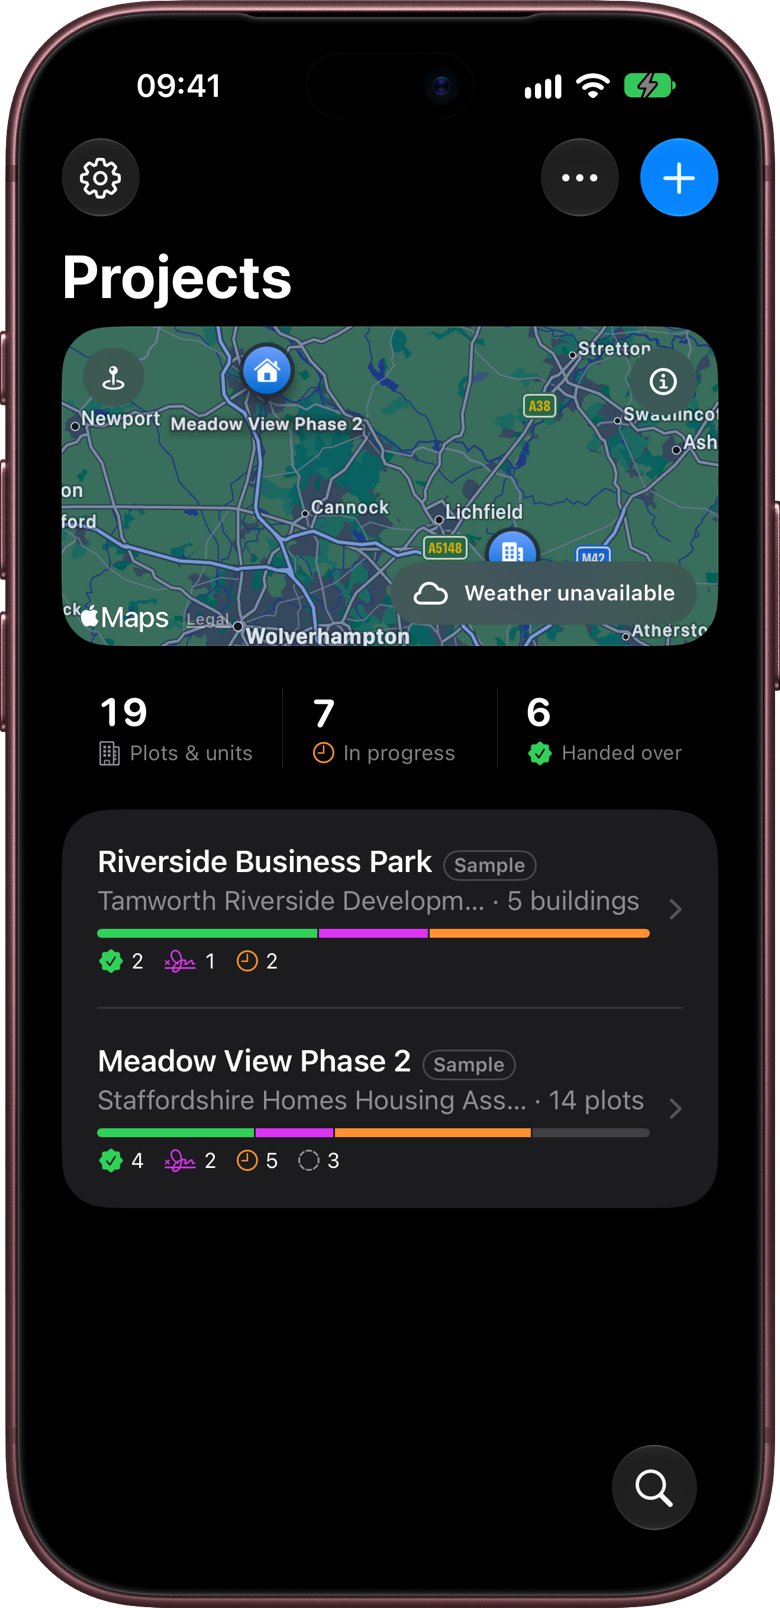 09:41
Projects
Stretton
A38
Newport
Meadow View Phase 2
Swadlincot
Ash
on
Cannock
Lichfield
ford
A5148
M42
Weather unavailable
ck
Maps
Legal
Wolverhampton
Athersto
19
7
6
Plots & units
In progress
Handed over
Riverside Business Park Sample
Tamworth Riverside Developm... · 5 buildings
2 1 2
Meadow View Phase 2 Sample
Staffordshire Homes Housing Ass... · 14 plots
4 2 5 3